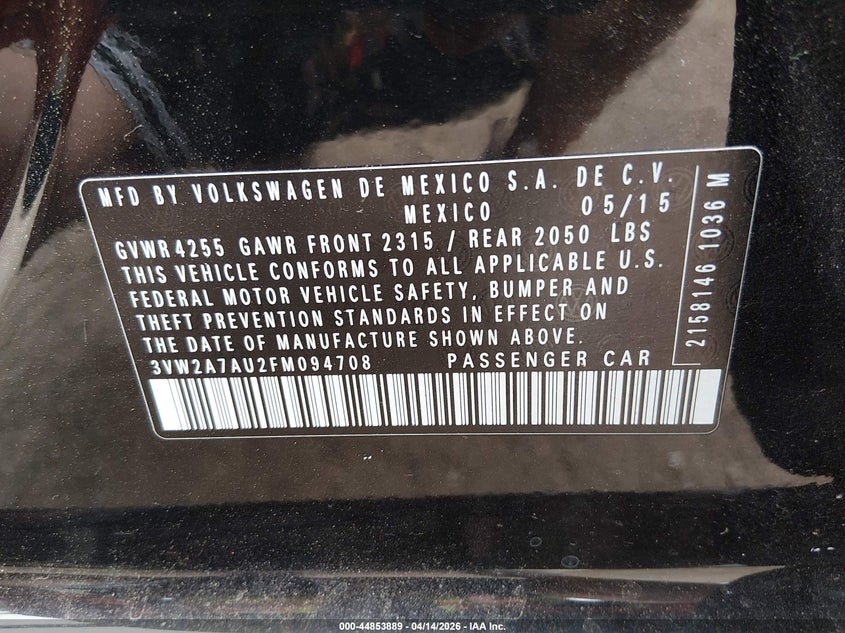 MFD BY VOLKSWAGEN DE MEXICO S.A. DE C.V.
MEXICO 05/15
GVWR 4255 GAWR FRONT 2315 / REAR 2050 LBS
THIS VEHICLE CONFORMS TO ALL APPLICABLE U.S.
FEDERAL MOTOR VEHICLE SAFETY, BUMPER AND
THEFT PREVENTION STANDARDS IN EFFECT ON
THE DATE OF MANUFACTURE SHOWN ABOVE.
3VW2A7AU2FM094708 PASSENGER CAR
2158146 1036 M
000-44853889 - 04/14/2026 - IAA Inc.